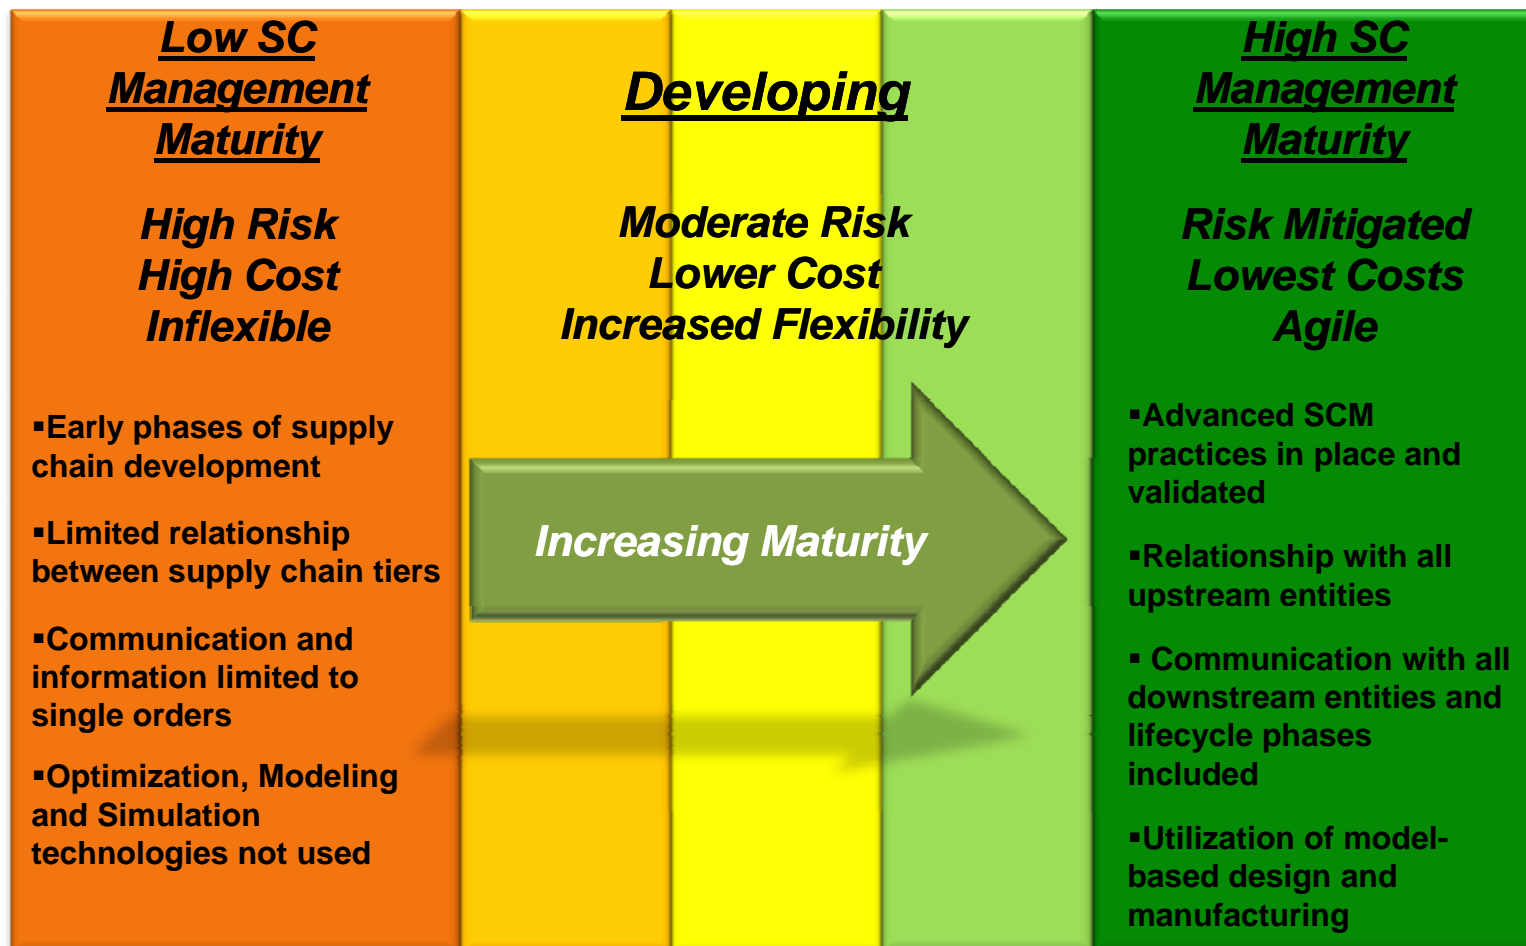 Low SC
Management
Maturity
High Risk
High Cost
Inflexible
▪Early phases of supply
chain development
▪Limited relationship
between supply chain tiers
▪Communication and
information limited to
single orders
▪Optimization, Modeling
and Simulation
technologies not used
Developing
Moderate Risk
Lower Cost
Increased Flexibility
Increasing Maturity
High SC
Management
Maturity
Risk Mitigated
Lowest Costs
Agile
▪Advanced SCM
practices in place and
validated
▪Relationship with all
upstream entities
▪ Communication with all
downstream entities and
lifecycle phases
included
▪Utilization of model-
based design and
manufacturing